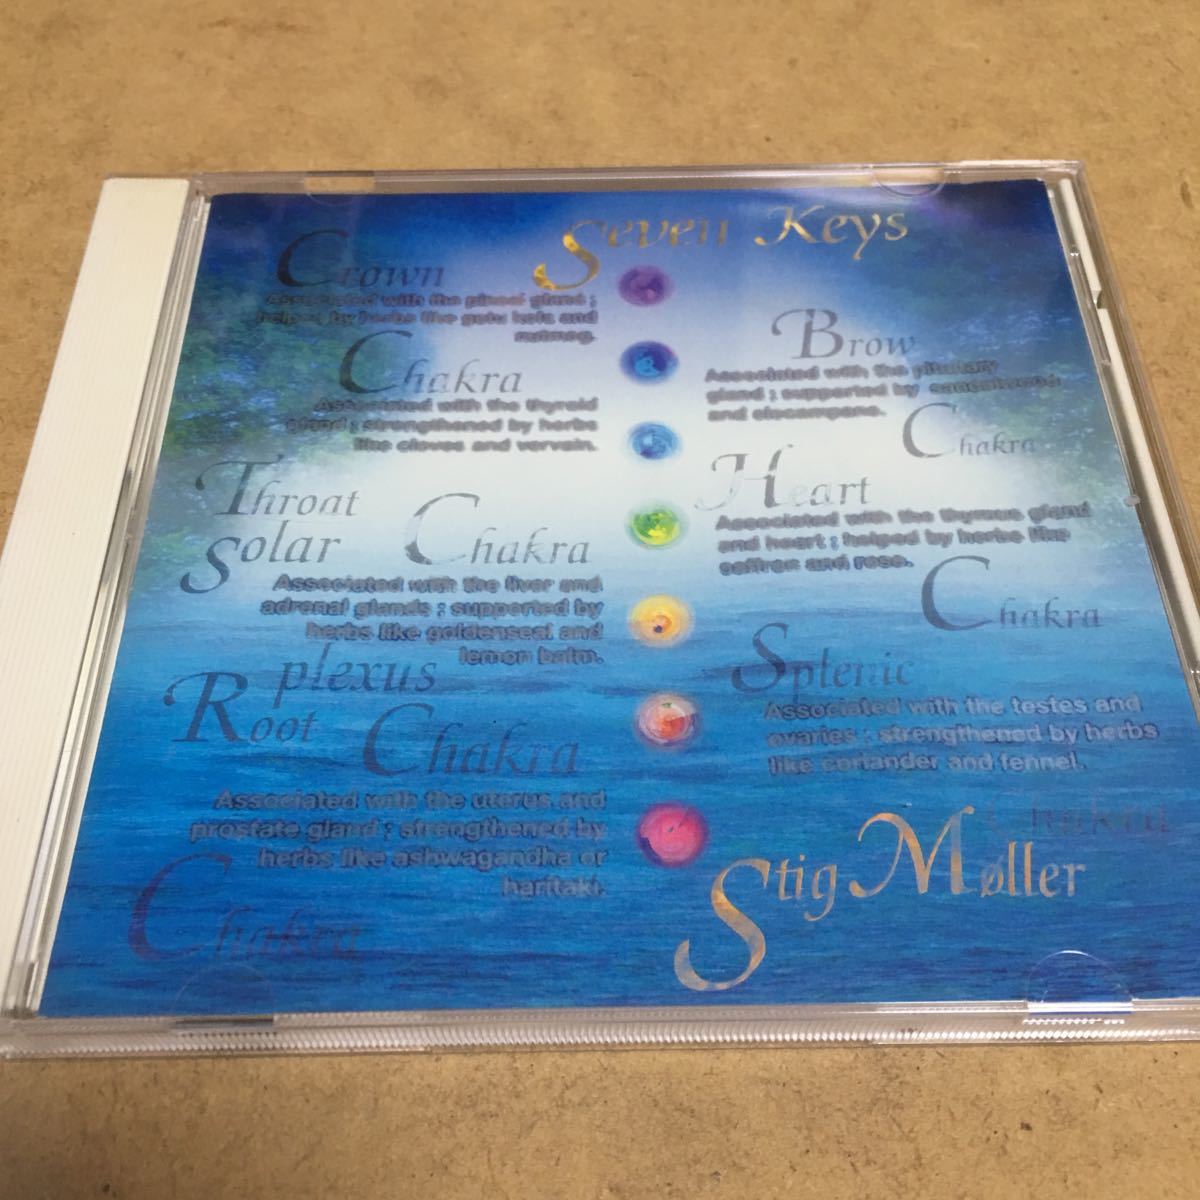 Seven Keys
Crown
Associated with the pineal gland ;
helped by herbs like gotu kola and
nutmeg.
Chakra
Associated with the thyroid
gland ; strengthened by herbs
like cloves and vervain.
Throat
Chakra
Solar
Associated with the liver and
adrenal glands ; supported by
herbs like goldenseal and
lemon balm.
plexus
Chakra
Root
Associated with the uterus and
prostate gland ; strengthened by
herbs like ashwagandha or
haritaki.
Chakra
Brow
Associated with the pituitary
gland ; supported by sandalwood
and elecampane.
Chakra
Heart
Associated with the thymus gland
and heart ; helped by herbs like
saffron and rose.
Chakra
Splenic
Associated with the testes and
ovaries ; strengthened by herbs
like coriander and fennel.
Chakra
Stig Møller